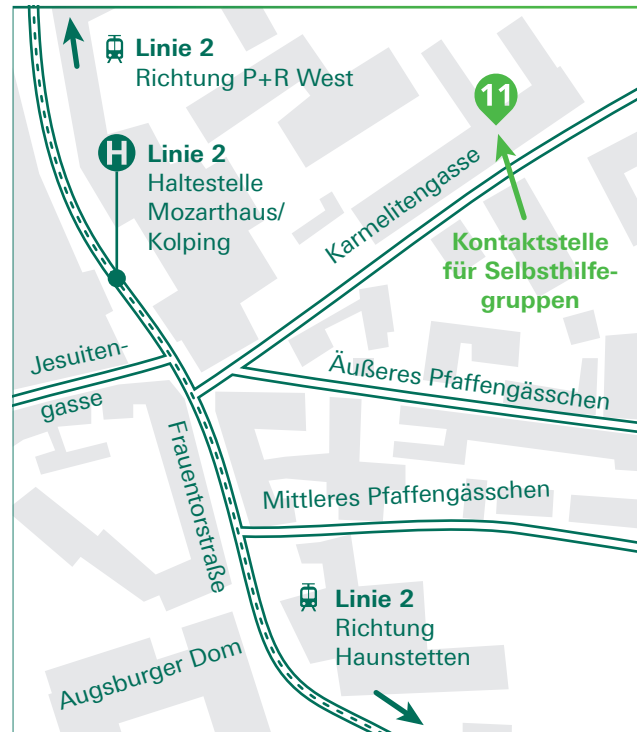 Linie 2
Richtung P+R West
11
H
Linie 2
Haltestelle
Mozarthaus/
Kolping
Karmelitengasse
Kontaktstelle
für Selbsthilfe-
gruppen
Jesuiten-
gasse
Äußeres Pfaffengässchen
Frauentorstraße
Mittleres Pfaffengässchen
Linie 2
Richtung
Haunstetten
Augsburger Dom